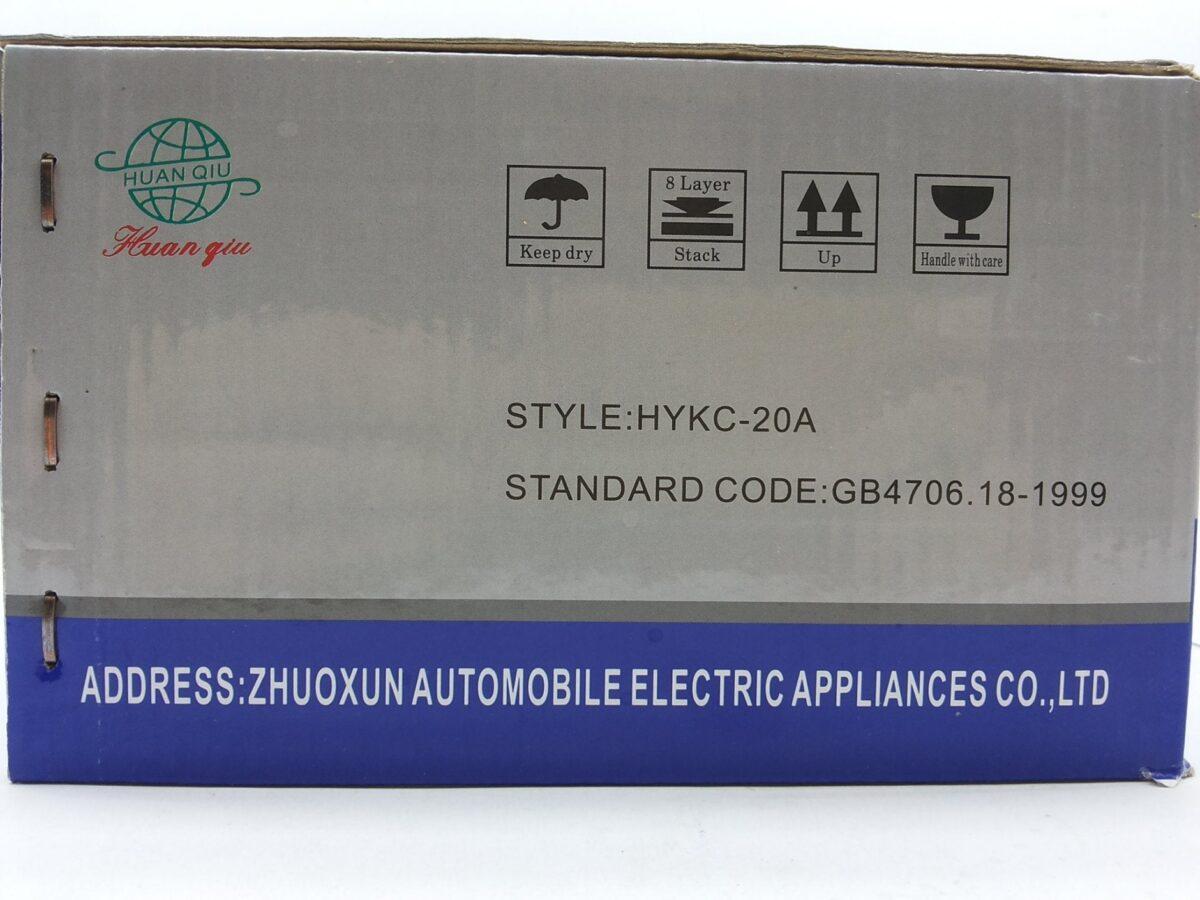 HUAN QIU
Huan qiu
Keep dry
8 Layer
Stack
Up
Handle with care
STYLE:HYKC-20A
STANDARD CODE:GB4706.18-1999
ADDRESS:ZHUOXUN AUTOMOBILE ELECTRIC APPLIANCES CO.,LTD